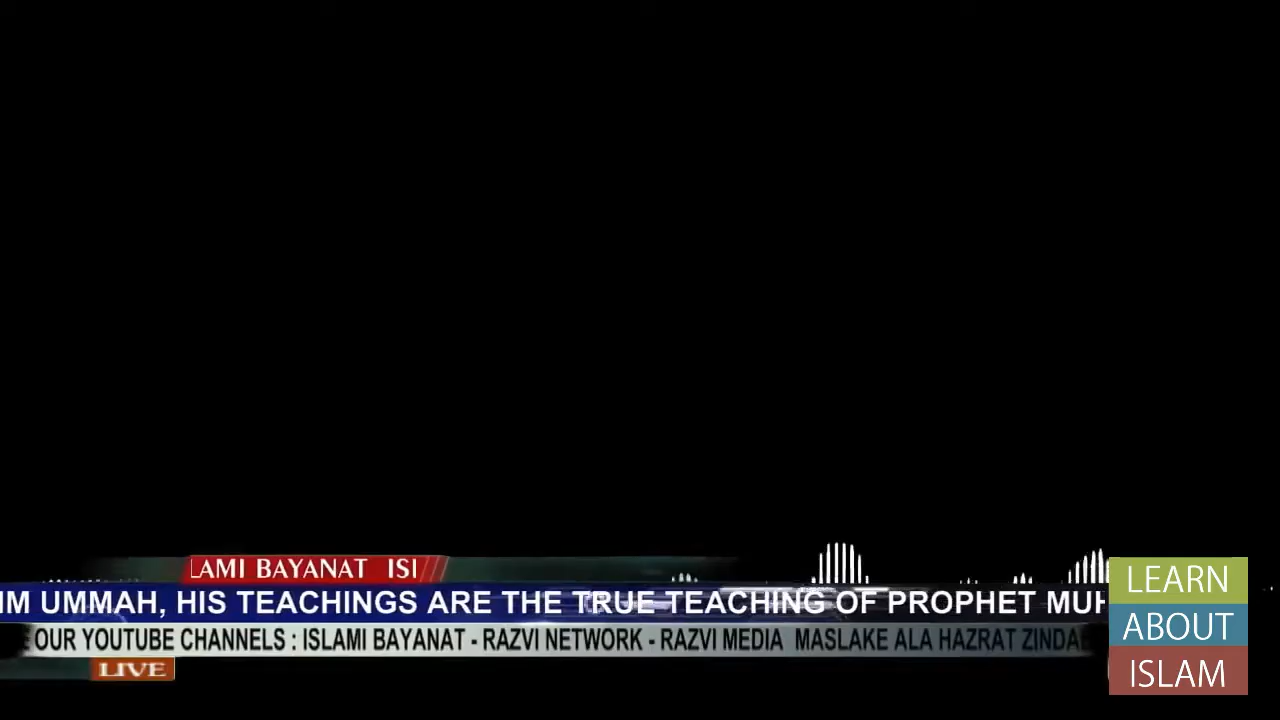 LAMI BAYANAT ISI
IM UMMAH, HIS TEACHINGS ARE THE TRUE TEACHING OF PROPHET MUH
OUR YOUTUBE CHANNELS : ISLAMI BAYANAT - RAZVI NETWORK - RAZVI MEDIA MASLAKE ALA HAZRAT ZINDA
LIVE
LEARN
ABOUT
ISLAM